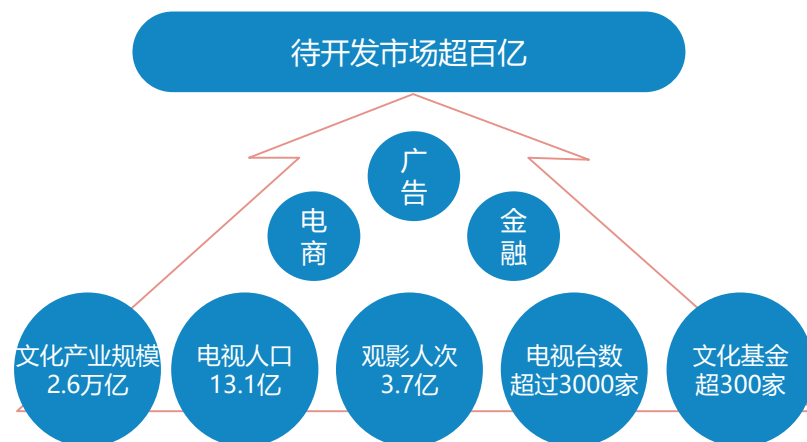 待开发市场超百亿
广
告
电
商
金
融
文化产业规模
2.6万亿
电视人口
13.1亿
观影人次
3.7亿
电视台数
超过3000家
文化基金
超300家